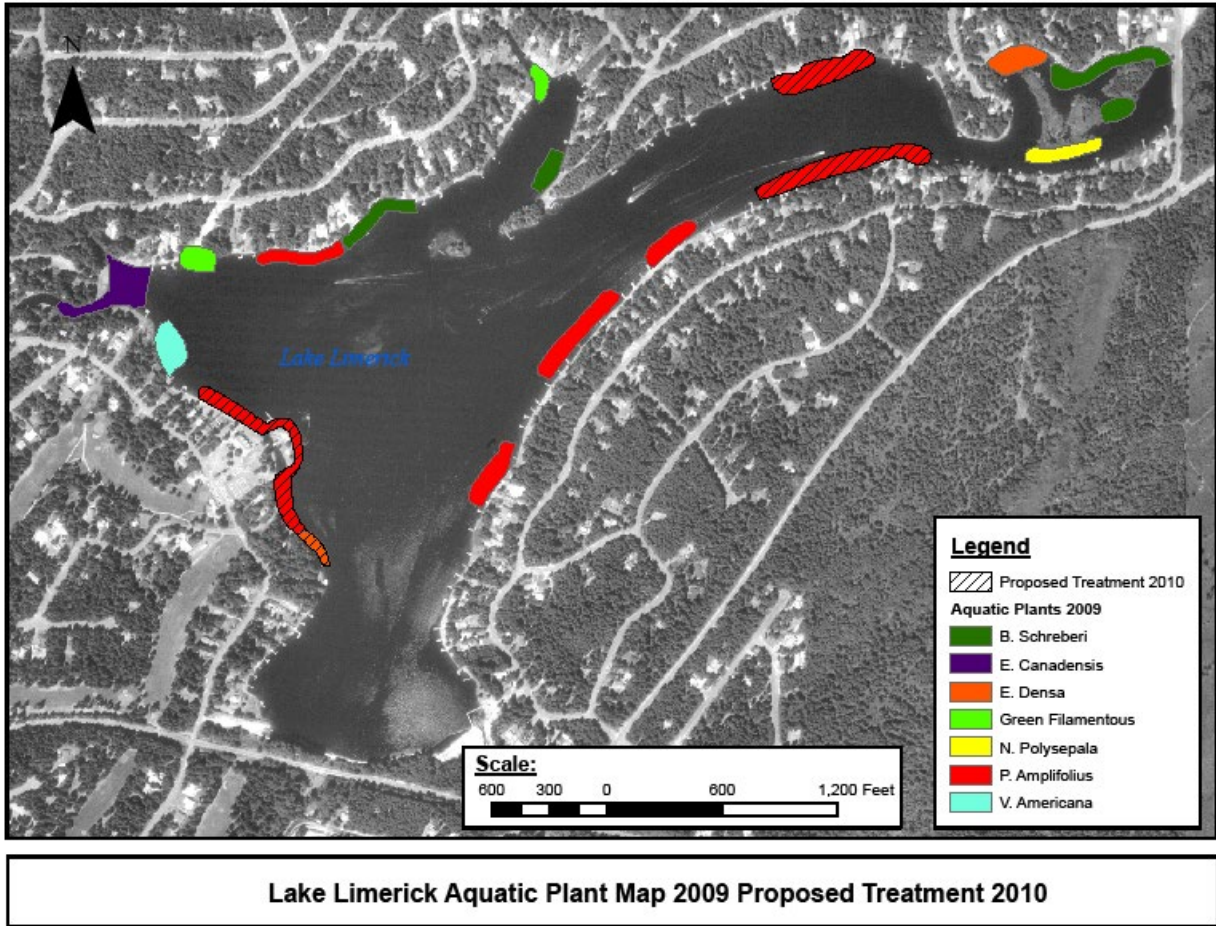 N
Lake Limerick
Legend
Proposed Treatment 2010
Aquatic Plants 2009
B. Schreberi
E. Canadensis
E. Densa
Green Filamentous
N. Polysepala
P. Amplifolius
V. Americana
Scale:
600 300 0 600 1,200 Feet
Lake Limerick Aquatic Plant Map 2009 Proposed Treatment 2010